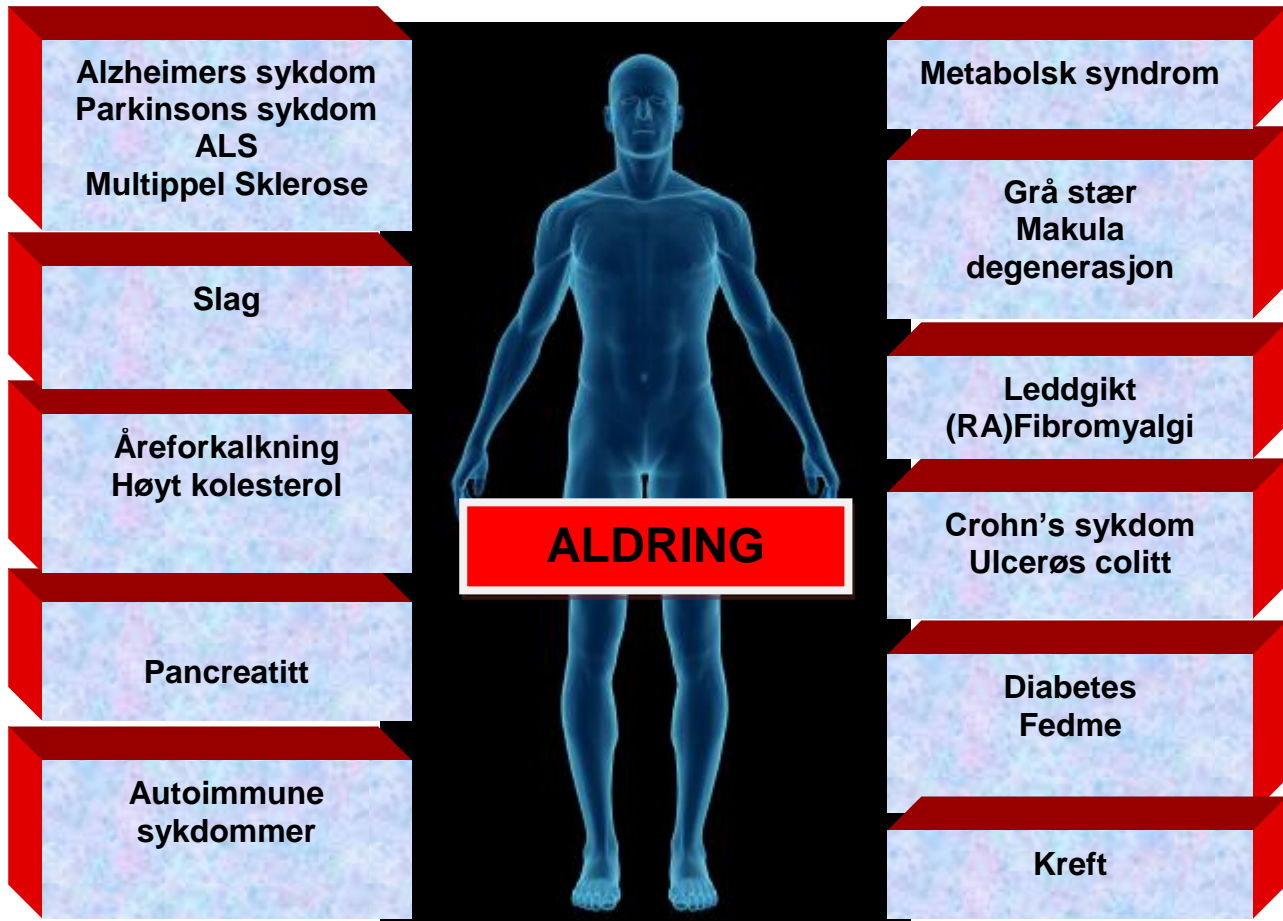 Alzheimers sykdom
Parkinsons sykdom
ALS
Multippel Sklerose
Slag
Åreforkalkning
Høyt kolesterol
Pancreatitt
Autoimmune
sykdommer
ALDRING
Metabolsk syndrom
Grå stær
Makula
degenerasjon
Leddgikt
(RA)Fibromyalgi
Crohn’s sykdom
Ulcerøs colitt
Diabetes
Fedme
Kreft